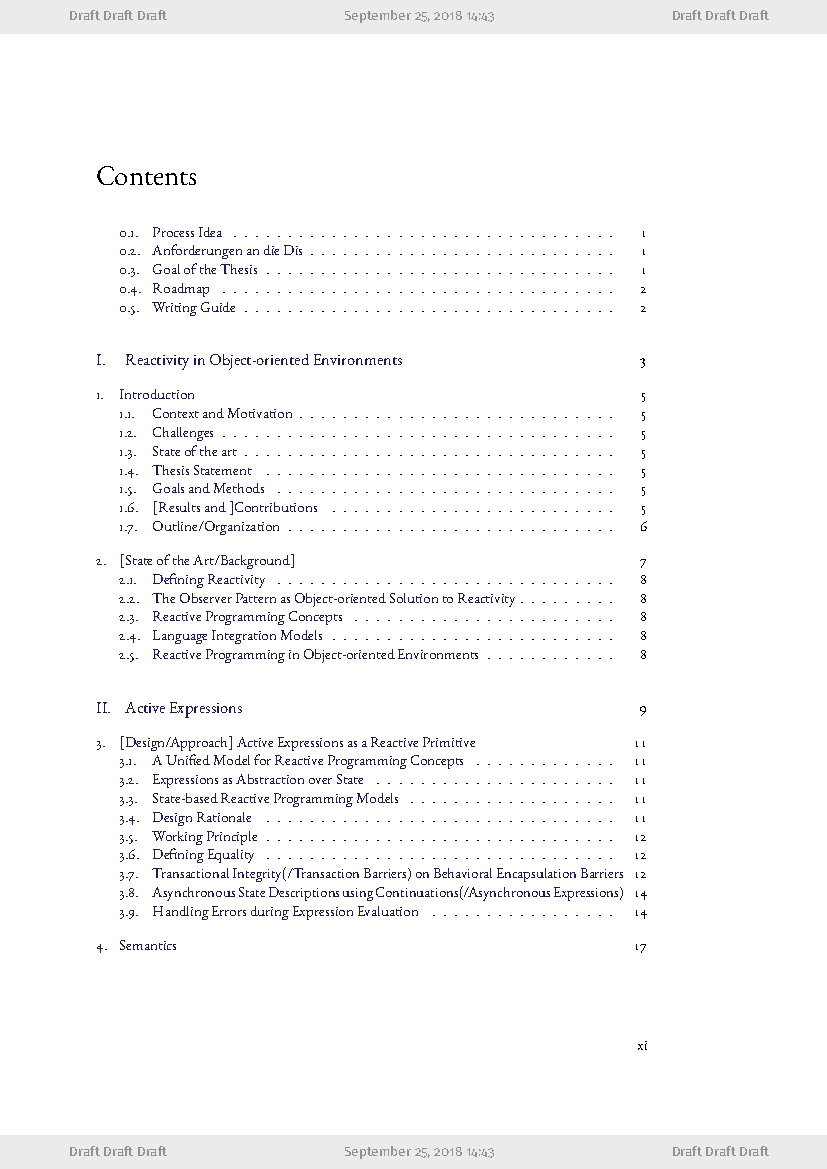 Draft Draft Draft September 25, 2018 14:43 Draft Draft Draft
Contents
0.1. Process Idea . . . . . . . . . . . . . . . . . . . . . . . . . . . . . . . . . . . 1
0.2. Anforderungen an die Dis . . . . . . . . . . . . . . . . . . . . . . . . . . . . 1
0.3. Goal of the Thesis . . . . . . . . . . . . . . . . . . . . . . . . . . . . . . . . 1
0.4. Roadmap . . . . . . . . . . . . . . . . . . . . . . . . . . . . . . . . . . . . 2
0.5. Writing Guide . . . . . . . . . . . . . . . . . . . . . . . . . . . . . . . . . . 2
I. Reactivity in Object-oriented Environments 3
1. Introduction 5
1.1. Context and Motivation . . . . . . . . . . . . . . . . . . . . . . . . . . . . . 5
1.2. Challenges . . . . . . . . . . . . . . . . . . . . . . . . . . . . . . . . . . . . 5
1.3. State of the art . . . . . . . . . . . . . . . . . . . . . . . . . . . . . . . . . . 5
1.4. Thesis Statement . . . . . . . . . . . . . . . . . . . . . . . . . . . . . . . . 5
1.5. Goals and Methods . . . . . . . . . . . . . . . . . . . . . . . . . . . . . . . 5
1.6. [Results and ]Contributions . . . . . . . . . . . . . . . . . . . . . . . . . . 5
1.7. Outline/Organization . . . . . . . . . . . . . . . . . . . . . . . . . . . . . . 6
2. [State of the Art/Background] 7
2.1. Defining Reactivity . . . . . . . . . . . . . . . . . . . . . . . . . . . . . . . 8
2.2. The Observer Pattern as Object-oriented Solution to Reactivity . . . . . . . . . 8
2.3. Reactive Programming Concepts . . . . . . . . . . . . . . . . . . . . . . . . 8
2.4. Language Integration Models . . . . . . . . . . . . . . . . . . . . . . . . . . 8
2.5. Reactive Programming in Object-oriented Environments . . . . . . . . . . . . 8
II. Active Expressions 9
3. [Design/Approach] Active Expressions as a Reactive Primitive 11
3.1. A Unified Model for Reactive Programming Concepts . . . . . . . . . . . . . 11
3.2. Expressions as Abstraction over State . . . . . . . . . . . . . . . . . . . . . . 11
3.3. State-based Reactive Programming Models . . . . . . . . . . . . . . . . . . . 11
3.4. Design Rationale . . . . . . . . . . . . . . . . . . . . . . . . . . . . . . . . 11
3.5. Working Principle . . . . . . . . . . . . . . . . . . . . . . . . . . . . . . . . 12
3.6. Defining Equality . . . . . . . . . . . . . . . . . . . . . . . . . . . . . . . . 12
3.7. Transactional Integrity(/Transaction Barriers) on Behavioral Encapsulation Barriers 12
3.8. Asynchronous State Descriptions using Continuations(/Asynchronous Expressions) 14
3.9. Handling Errors during Expression Evaluation . . . . . . . . . . . . . . . . . 14
4. Semantics 17
xi
Draft Draft Draft September 25, 2018 14:43 Draft Draft Draft